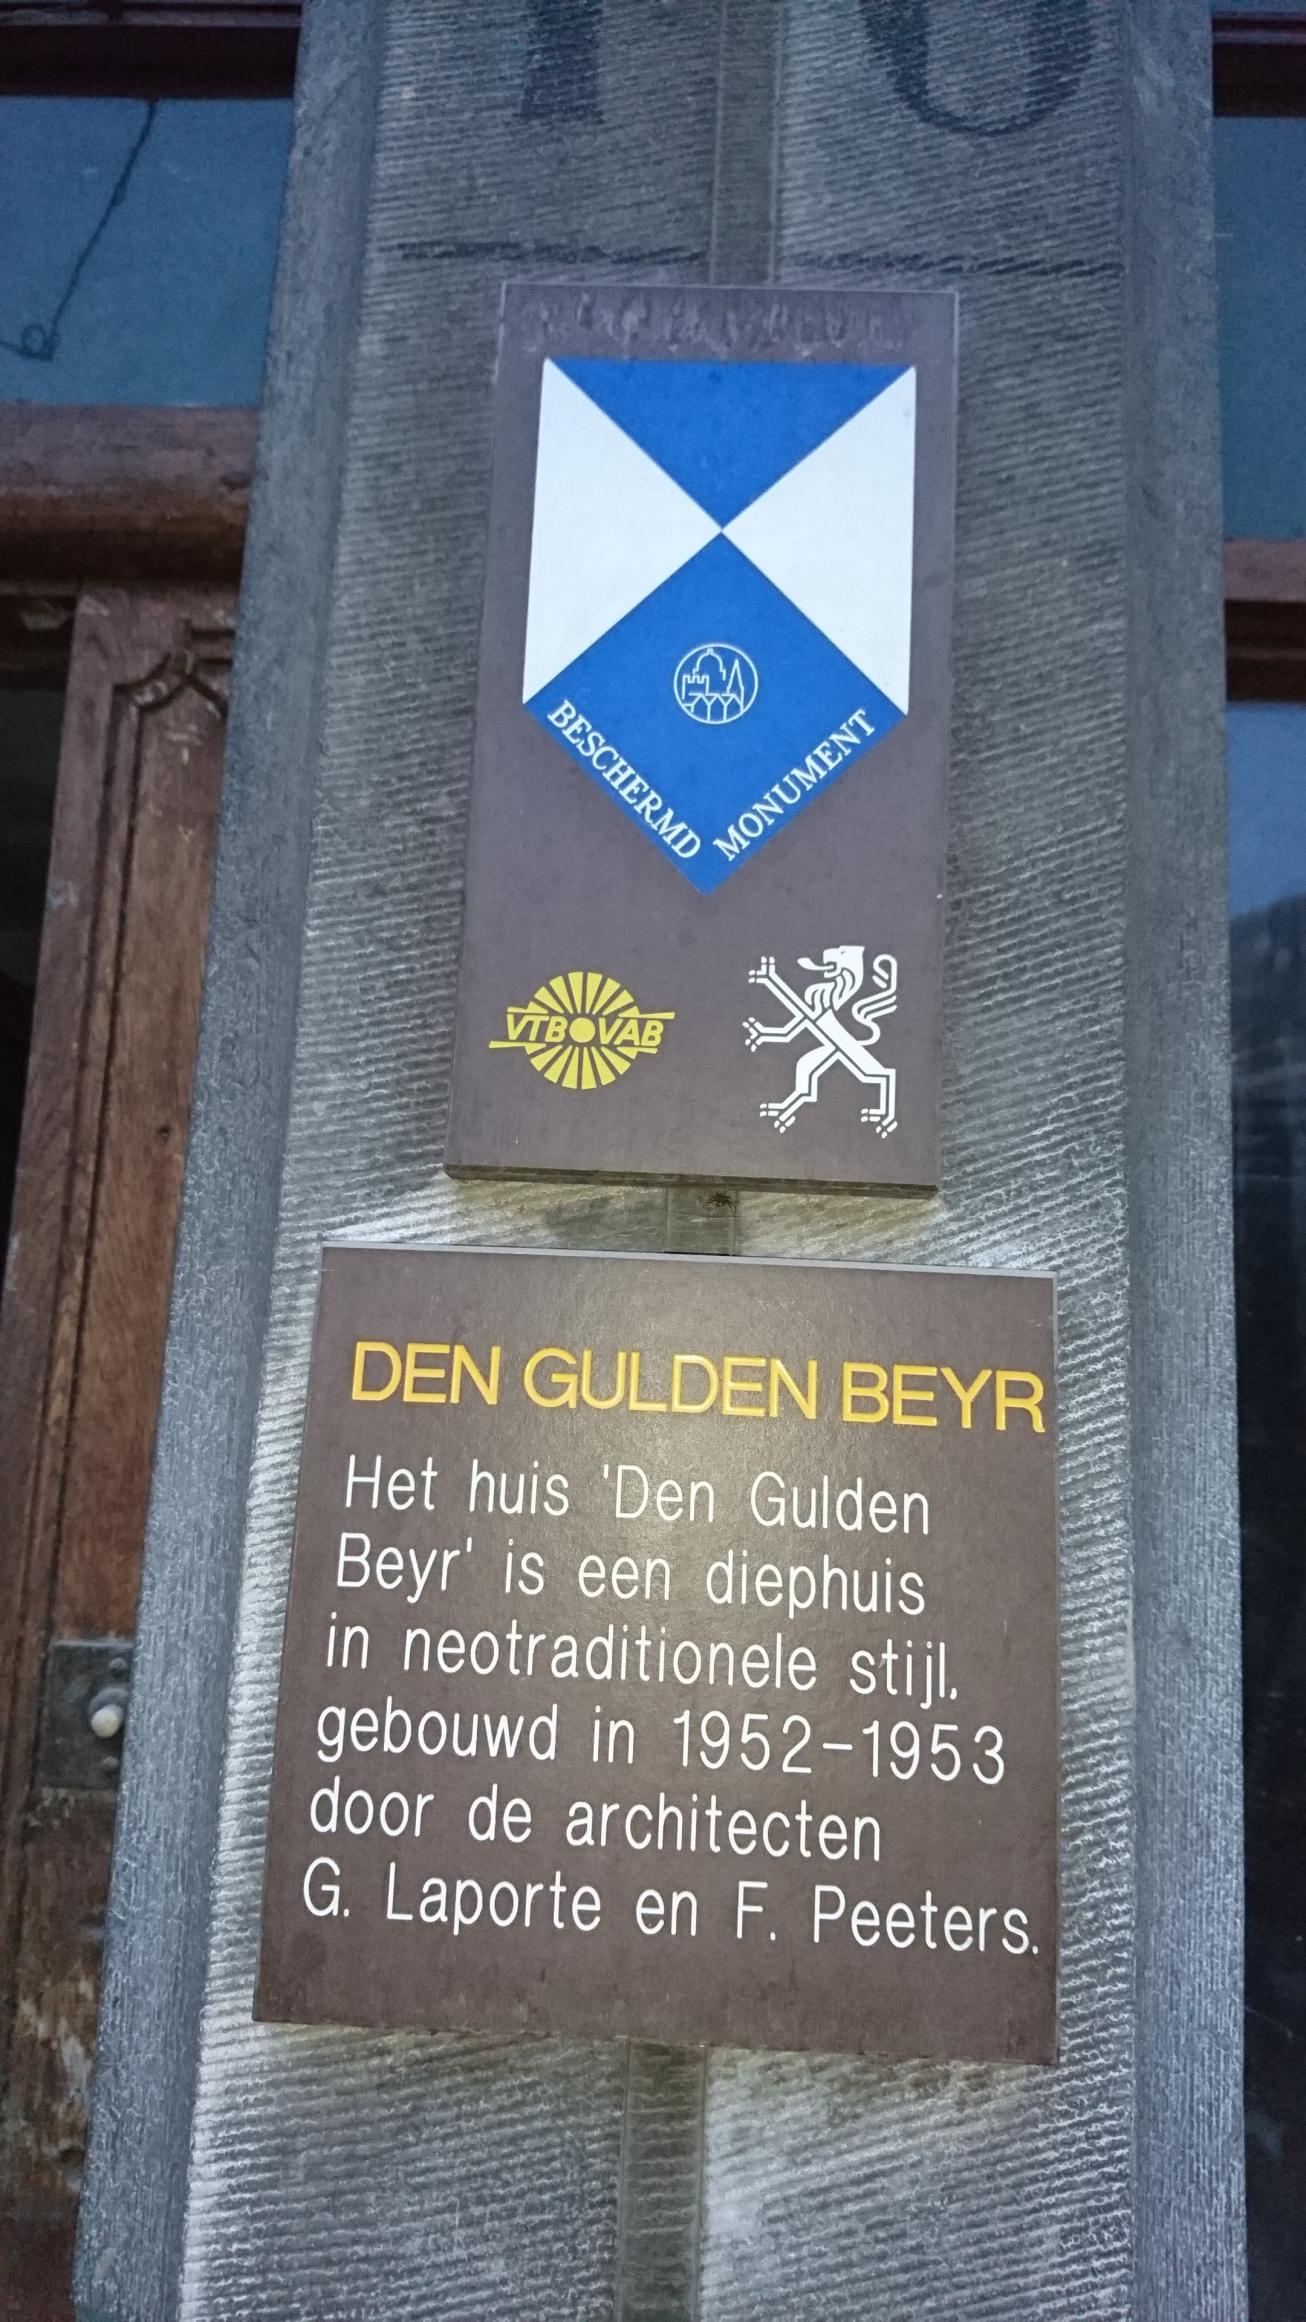 BESCHERMD MONUMENT
VTB VAB
DEN GULDEN BEYR
Het huis 'Den Gulden
Beyr' is een diephuis
in neotraditionele stijl,
gebouwd in 1952-1953
door de architecten
G. Laporte en F. Peeters.